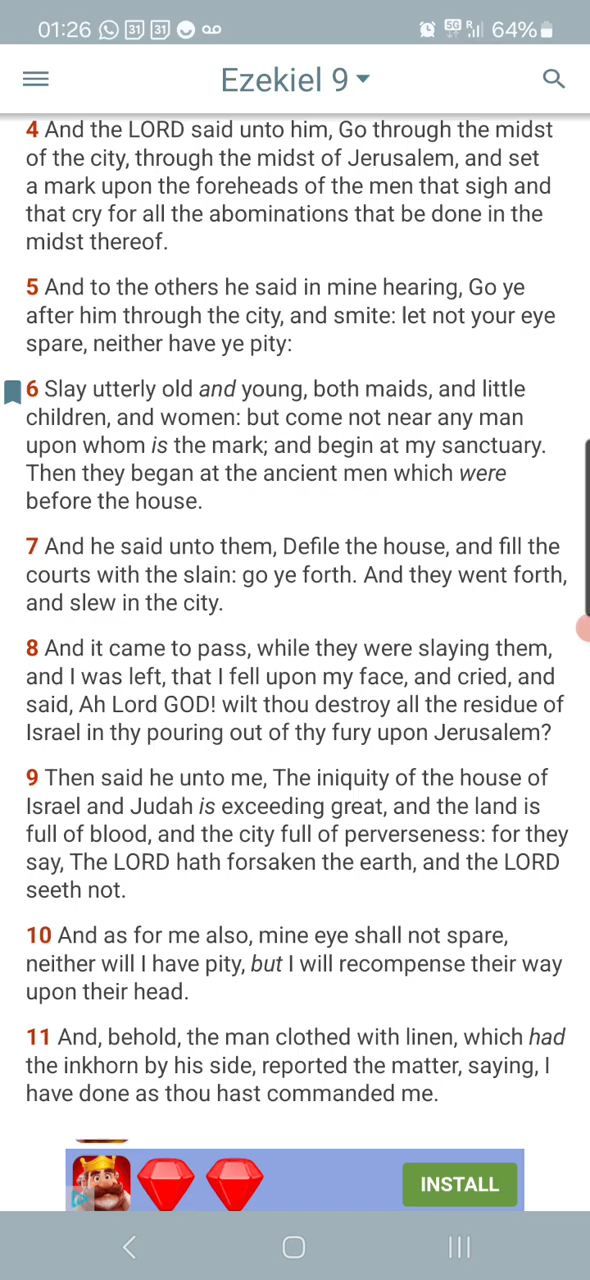 01:26 31 31 5G R 64%
Ezekiel 9
4 And the LORD said unto him, Go through the midst
of the city, through the midst of Jerusalem, and set
a mark upon the foreheads of the men that sigh and
that cry for all the abominations that be done in the
midst thereof.
5 And to the others he said in mine hearing, Go ye
after him through the city, and smite: let not your eye
spare, neither have ye pity:
6 Slay utterly old and young, both maids, and little
children, and women: but come not near any man
upon whom is the mark; and begin at my sanctuary.
Then they began at the ancient men which were
before the house.
7 And he said unto them, Defile the house, and fill the
courts with the slain: go ye forth. And they went forth,
and slew in the city.
8 And it came to pass, while they were slaying them,
and I was left, that I fell upon my face, and cried, and
said, Ah Lord GOD! wilt thou destroy all the residue of
Israel in thy pouring out of thy fury upon Jerusalem?
9 Then said he unto me, The iniquity of the house of
Israel and Judah is exceeding great, and the land is
full of blood, and the city full of perverseness: for they
say, The LORD hath forsaken the earth, and the LORD
seeth not.
10 And as for me also, mine eye shall not spare,
neither will I have pity, but I will recompense their way
upon their head.
11 And, behold, the man clothed with linen, which had
the inkhorn by his side, reported the matter, saying, I
have done as thou hast commanded me.
INSTALL